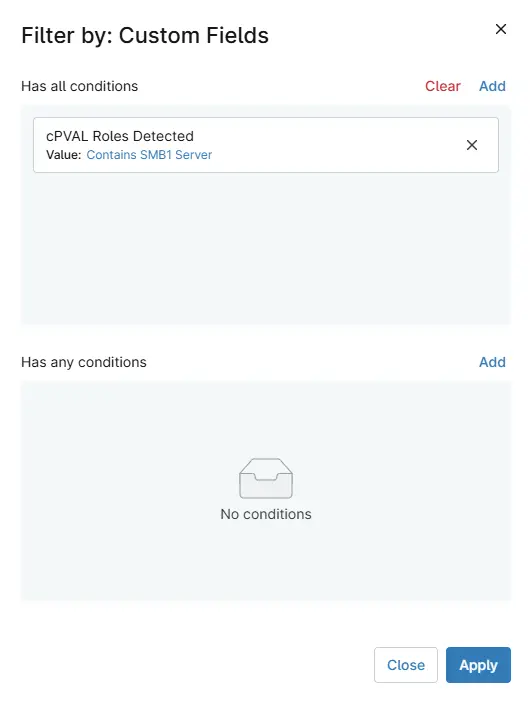 Filter by: Custom Fields
Has all conditions Clear Add
cPVAL Roles Detected
Value: Contains SMB1 Server
Has any conditions Add
No conditions
Close Apply